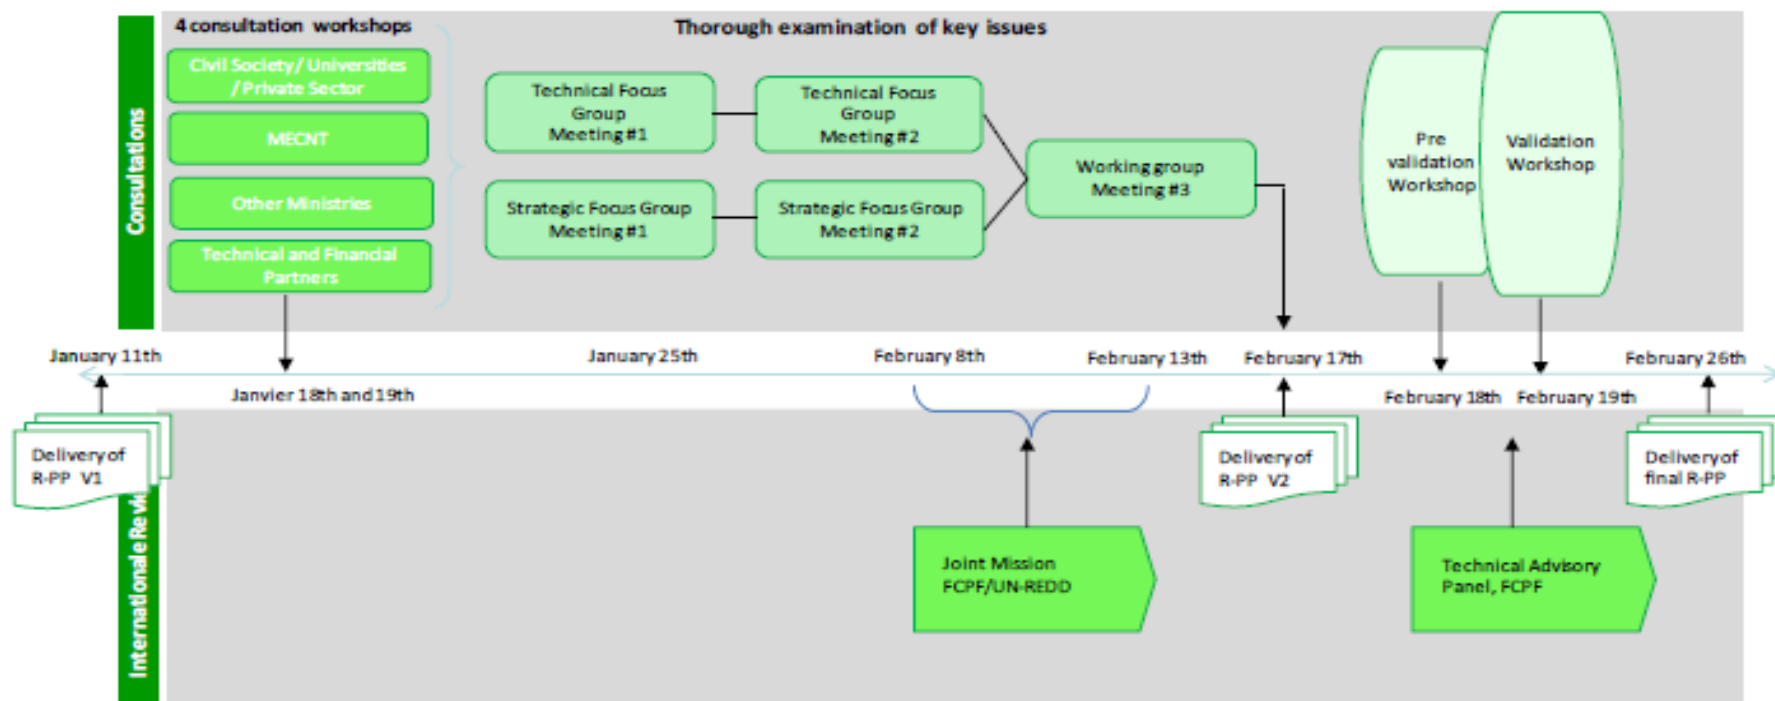 4 consultation workshops
Thorough examination of key issues
Consultations
Civil Society / Universities
/ Private Sector
MECNT
Other Ministries
Technical and Financial
Partners
Technical Focus
Group
Meeting #1
Technical Focus
Group
Meeting #2
Strategic Focus Group
Meeting #1
Strategic Focus Group
Meeting #2
Working group
Meeting #3
Pre
validation
Workshop
Validation
Workshop
January 11th
January 25th
February 8th
February 13th
February 17th
February 26th
Janvier 18th and 19th
February 18th
February 19th
Delivery of
R-PP V1
Delivery of
R-PP V2
Delivery of
final R-PP
Internationale Revi
Joint Mission
FCPF/UN-REDD
Technical Advisory
Panel, FCPF